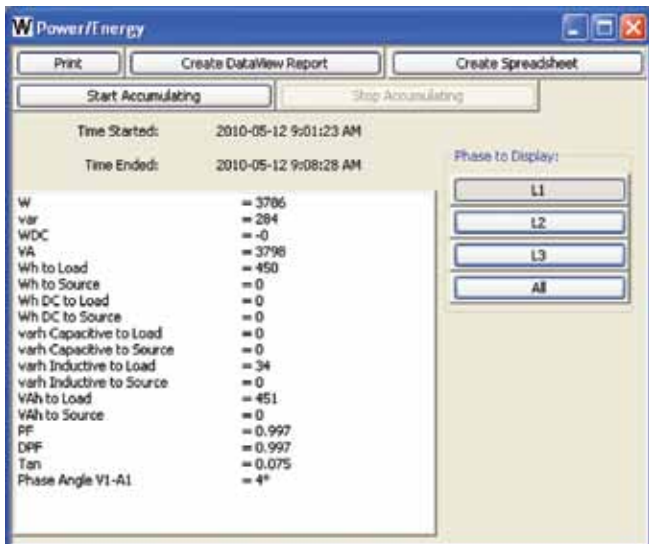 W Power/Energy
Print Create DataView Report Create Spreadsheet
Start Accumulating Stop Accumulating
Time Started: 2010-05-12 9:01:23 AM
Time Ended: 2010-05-12 9:08:28 AM
Phase to Display:
L1
L2
L3
All
W = 3786
var = 284
WDC = -0
VA = 3798
Wh to Load = 450
Wh to Source = 0
Wh DC to Load = 0
Wh DC to Source = 0
varh Capacitive to Load = 0
varh Capacitive to Source = 0
varh Inductive to Load = 34
varh Inductive to Source = 0
VAh to Load = 451
VAh to Source = 0
PF = 0.997
DPF = 0.997
Tan = 0.075
Phase Angle V1-A1 = 4°